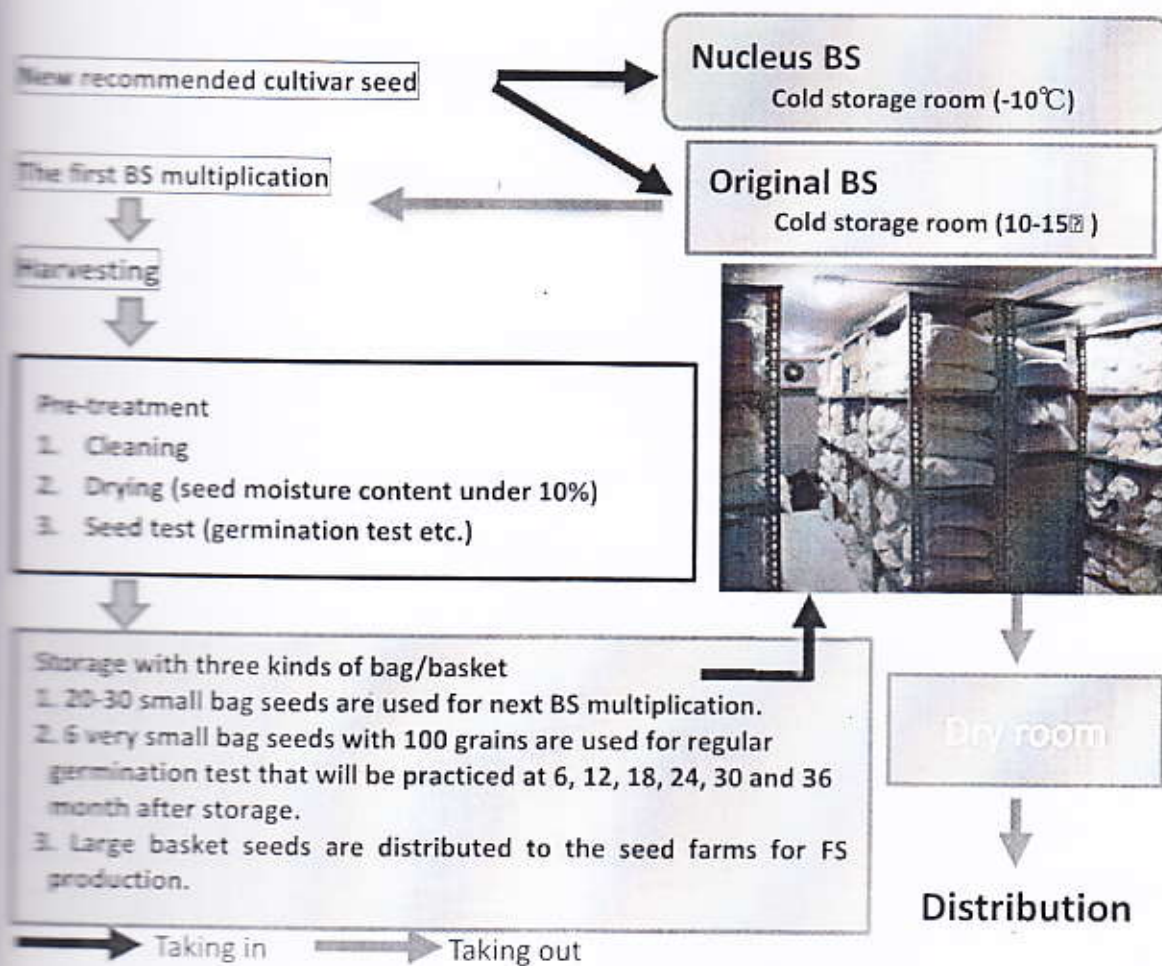 New recommended cultivar seed
Nucleus BS
Cold storage room (-10℃)
Original BS
Cold storage room (10-15⍰ )
The first BS multiplication
Harvesting
Pre-treatment
1. Cleaning
2. Drying (seed moisture content under 10%)
3. Seed test (germination test etc.)
Storage with three kinds of bag/basket
1. 20-30 small bag seeds are used for next BS multiplication.
2. 6 very small bag seeds with 100 grains are used for regular
germination test that will be practiced at 6, 12, 18, 24, 30 and 36
month after storage.
3. Large basket seeds are distributed to the seed farms for FS
production.
Dry room
Distribution
Taking in
Taking out